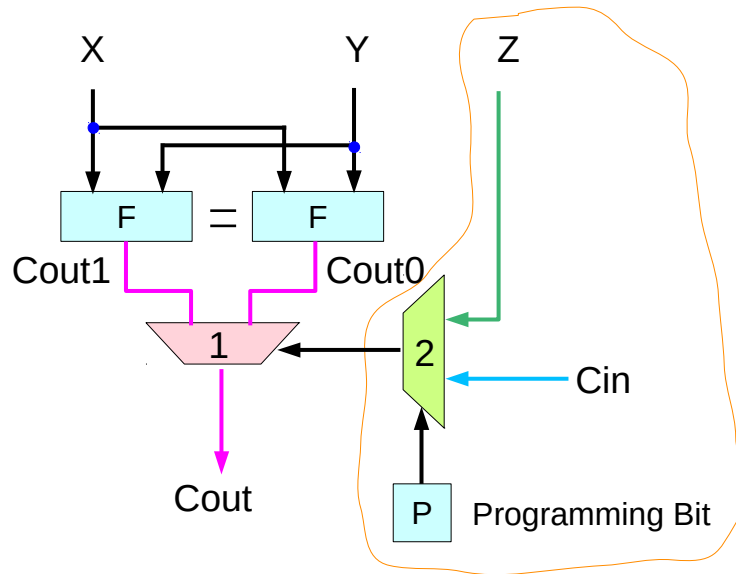 X
Y
Z
F
=
F
Cout1
Cout0
1
2
Cin
Cout
P
Programming Bit